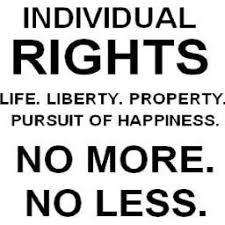 INDIVIDUAL
RIGHTS
LIFE. LIBERTY. PROPERTY.
PURSUIT OF HAPPINESS.
NO MORE.
NO LESS.